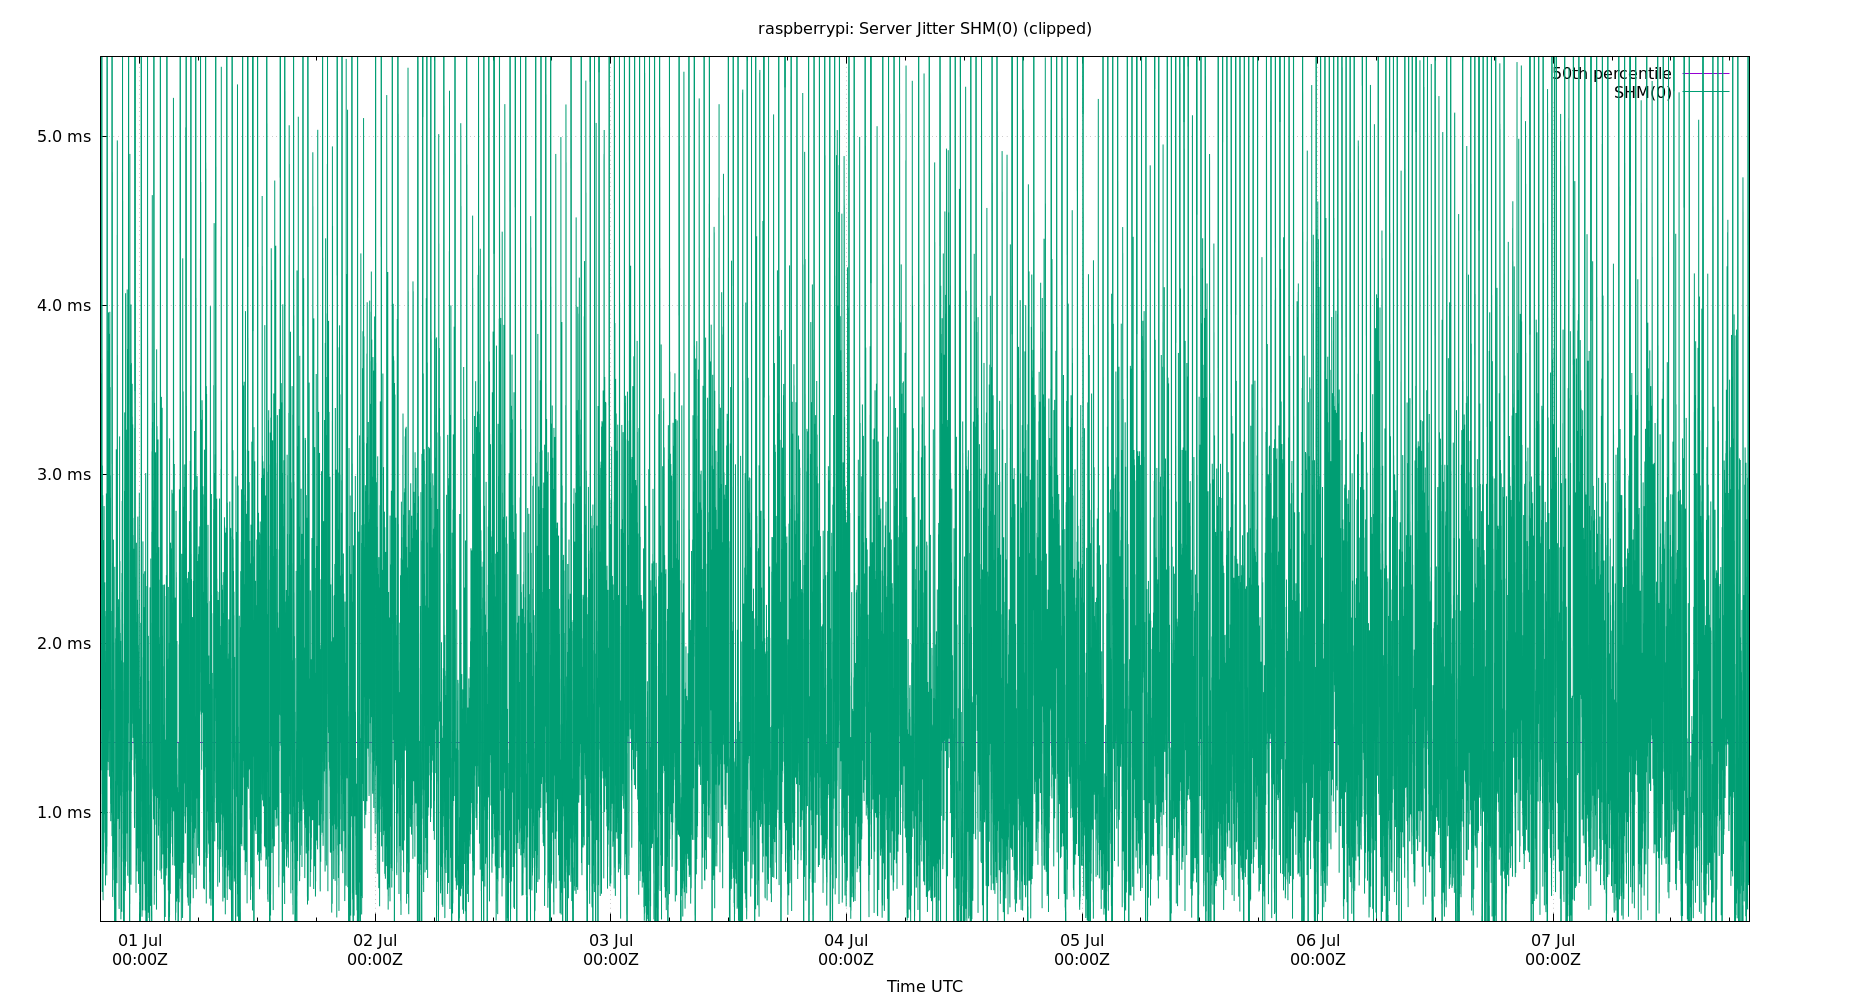 raspberrypi: Server Jitter SHM(0) (clipped)
50th percentile
SHM(0)
5.0 ms
4.0 ms
3.0 ms
2.0 ms
1.0 ms
01 Jul 02 Jul 03 Jul 04 Jul 05 Jul 06 Jul 07 Jul
00:00Z 00:00Z 00:00Z 00:00Z 00:00Z 00:00Z 00:00Z
Time UTC